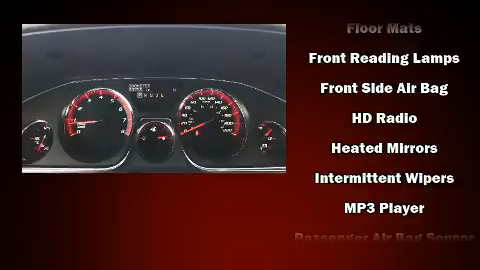 Floor Mats
Front Reading Lamps
Front Side Air Bag
HD Radio
Heated Mirrors
Intermittent Wipers
MP3 Player
Passenger Air Bag Sensor